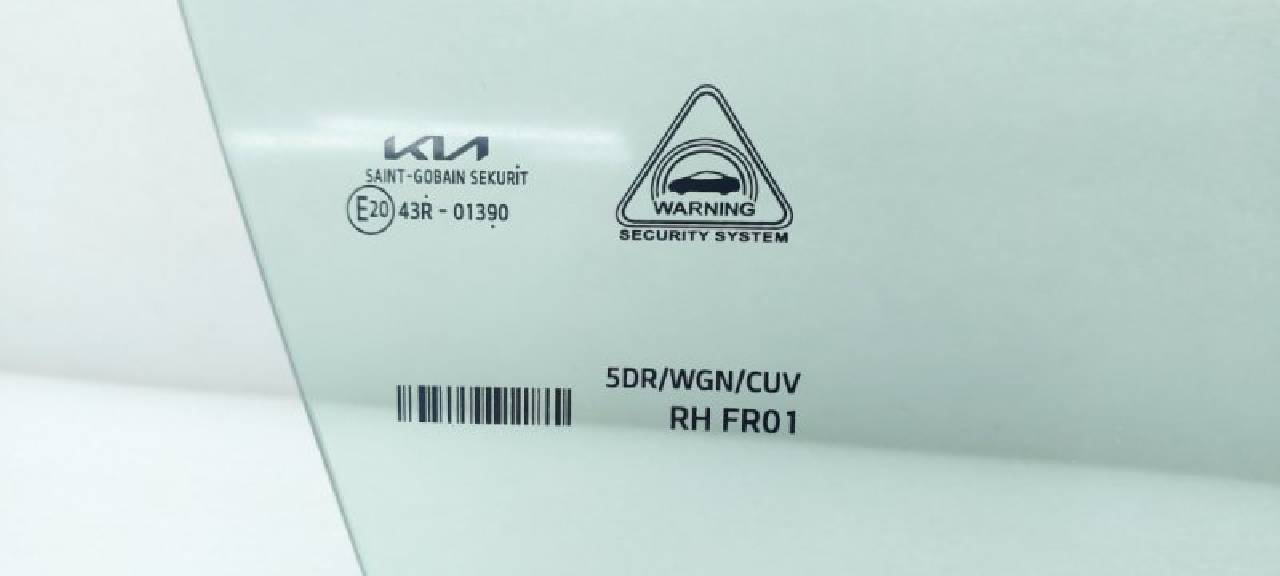 KIA
SAINT-GOBAIN SEKURIT
E20 43R - 01390
WARNING
SECURITY SYSTEM
5DR/WGN/CUV
RH FR01